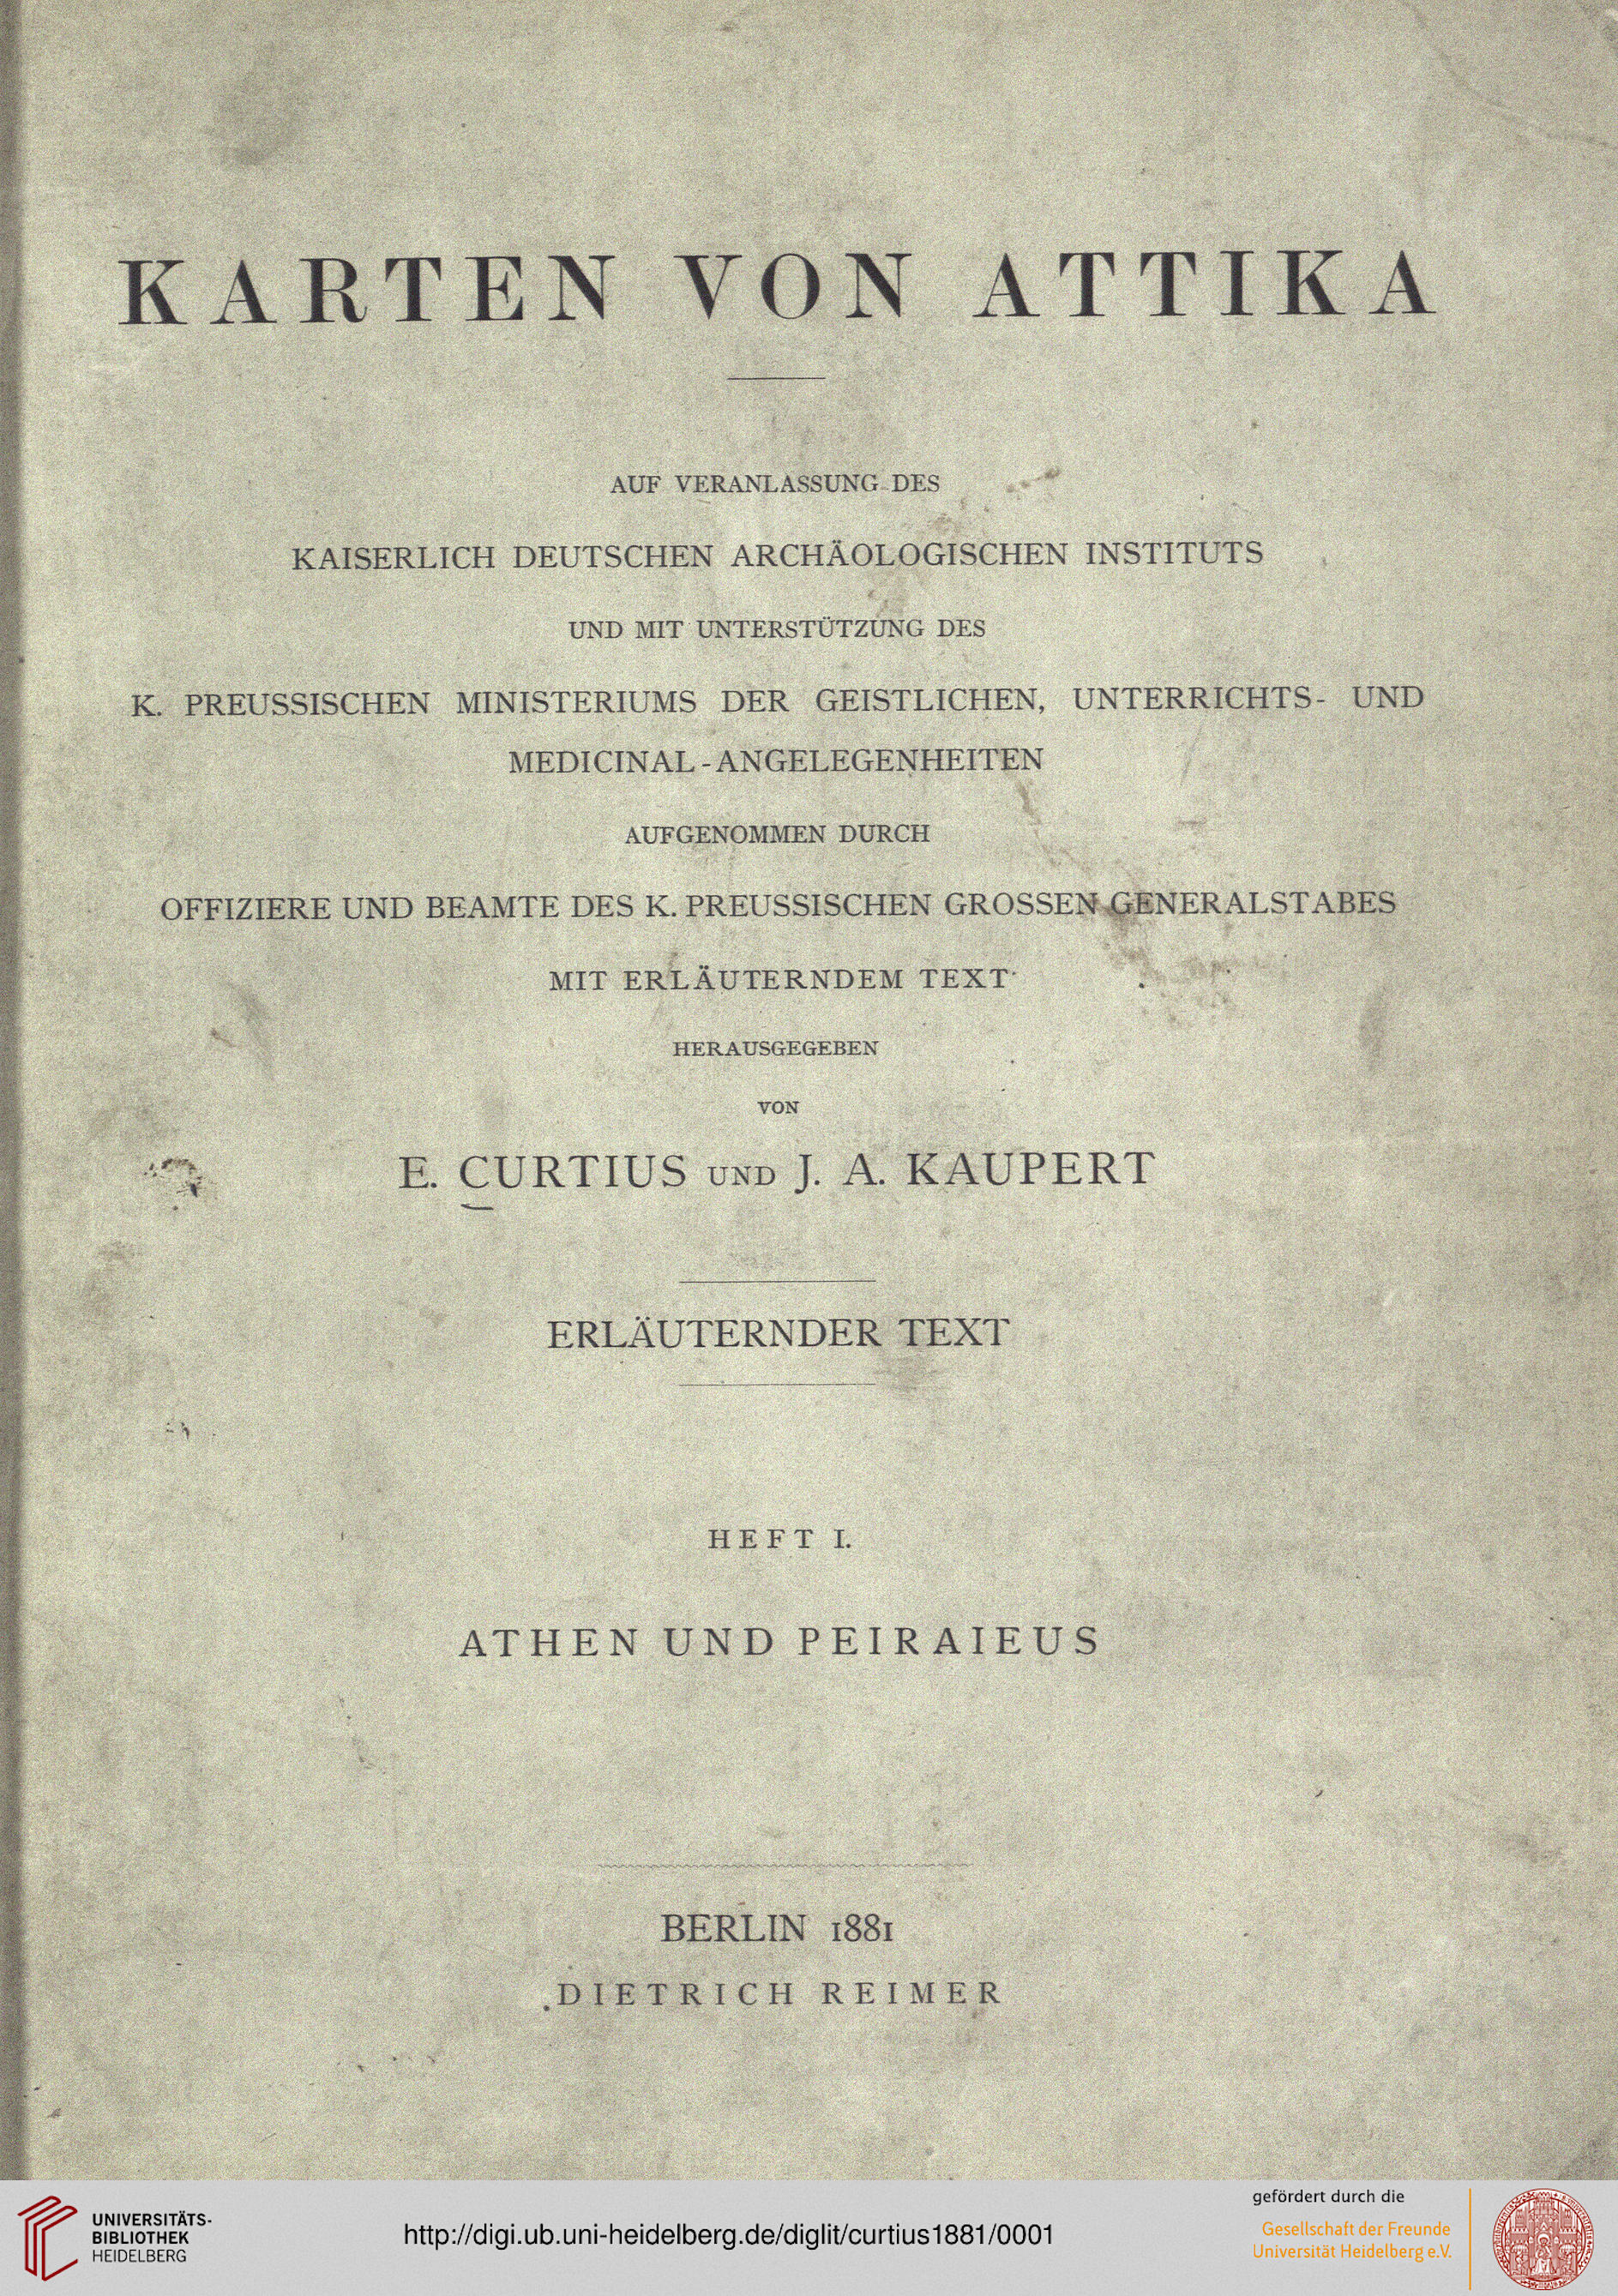 KARTEN VON ATTIKA
AUF VERANLASSUNG DES
KAISERLICH DEUTSCHEN ARCHÄOLOGISCHEN INSTITUTS
UND MIT UNTERSTÜTZUNG DES
K. PREUSSISCHEN MINISTERIUMS DER GEISTLICHEN, UNTERRICHTS- UND
MEDICINAL-ANGELEGENHEITEN
AUFGENOMMEN DURCH
OFFIZIERE UND BEAMTE DES K. PREUSSISCHEN GROSSEN GENERALSTABES
MIT ERLÄUTERNDEM TEXT
HERAUSGEGEBEN
VON
E. CURTIUS UND J. A. KAUPERT
ERLÄUTERNDER TEXT
HEFT I.
ATHEN UND PEIRAIEUS
BERLIN 1881
DIETRICH REIMER
UNIVERSITÄTS-
BIBLIOTHEK
HEIDELBERG
http://digi.ub.uni-heidelberg.de/diglit/curtius1881/0001
gefördert durch die
Gesellschaft der Freunde
Universität Heidelberg e.V.